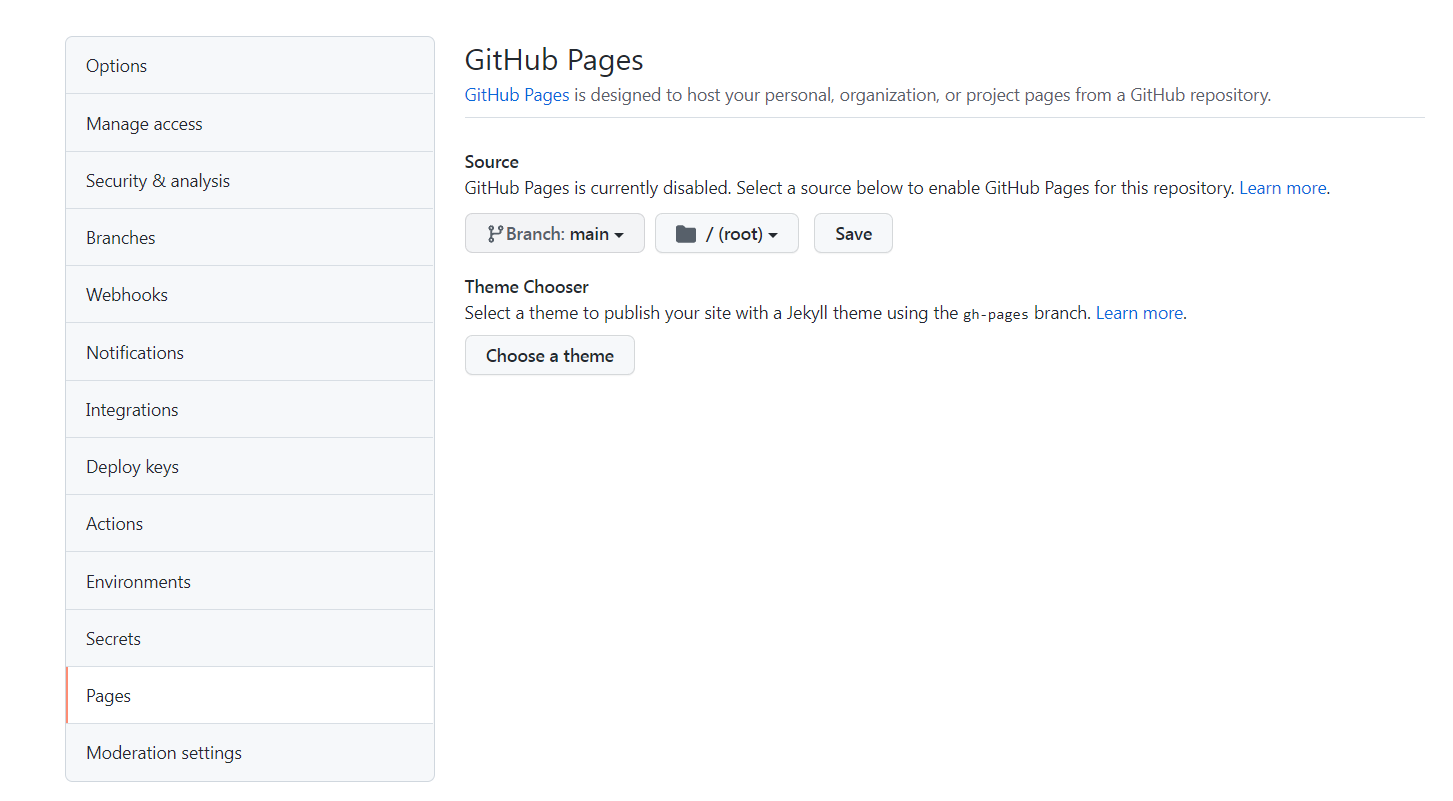 Options
Manage access
Security & analysis
Branches
Webhooks
Notifications
Integrations
Deploy keys
Actions
Environments
Secrets
Pages
Moderation settings
GitHub Pages
GitHub Pages is designed to host your personal, organization, or project pages from a GitHub repository.
Source
GitHub Pages is currently disabled. Select a source below to enable GitHub Pages for this repository. Learn more.
Branch: main / (root) Save
Theme Chooser
Select a theme to publish your site with a Jekyll theme using the gh-pages branch. Learn more.
Choose a theme